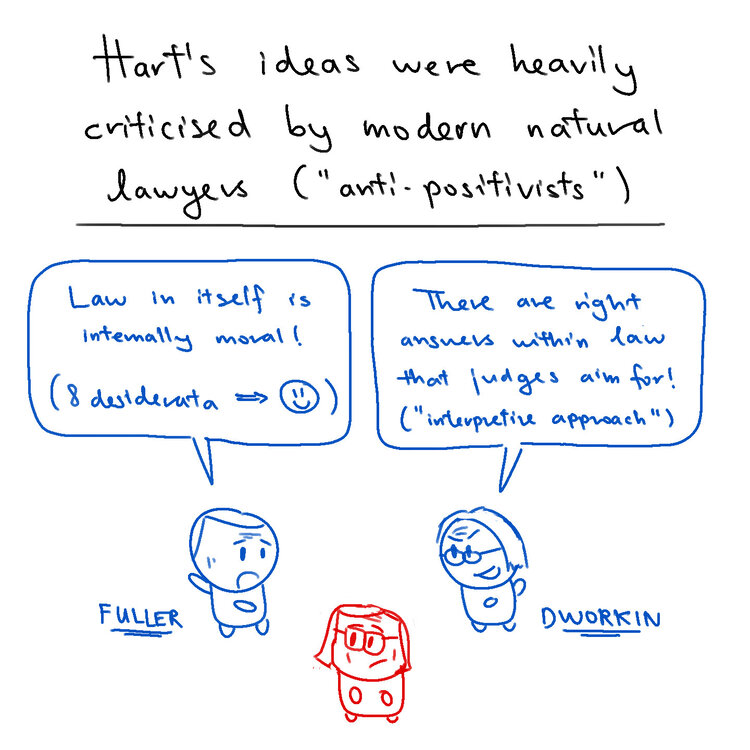 Hart's ideas were heavily
criticised by modern natural
lawyers ("anti-positivists")
Law in itself is
internally moral!
(8 desiderata ⇒ )
There are right
answers within law
that judges aim for!
("interpretive approach")
FULLER
DWORKIN